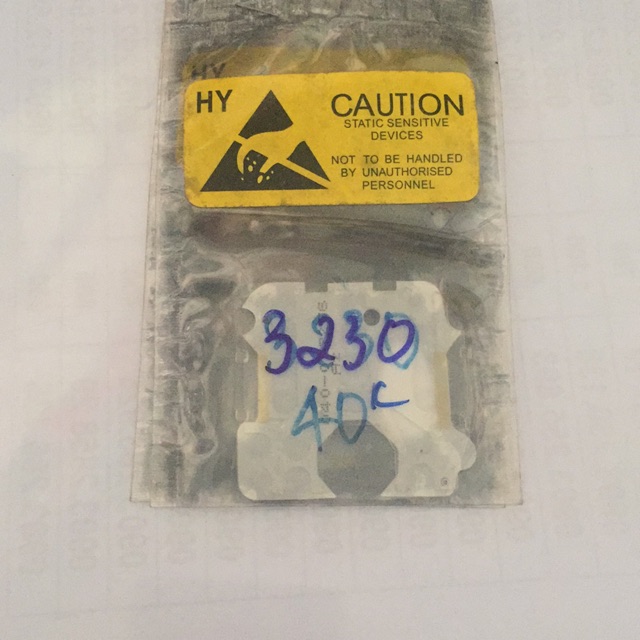 HY
HY
CAUTION
STATIC SENSITIVE
DEVICES
NOT TO BE HANDLED
BY UNAUTHORISED
PERSONNEL
3230
40C